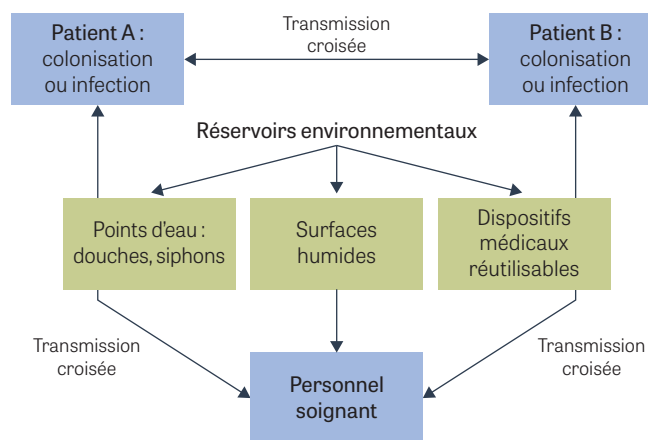 Transmission
croisée
Patient A :
colonisation
ou infection
Patient B :
colonisation
ou infection
Réservoirs environnementaux
Points d'eau :
douches, siphons
Surfaces
humides
Dispositifs
médicaux
réutilisables
Transmission
croisée
Transmission
croisée
Personnel
soignant